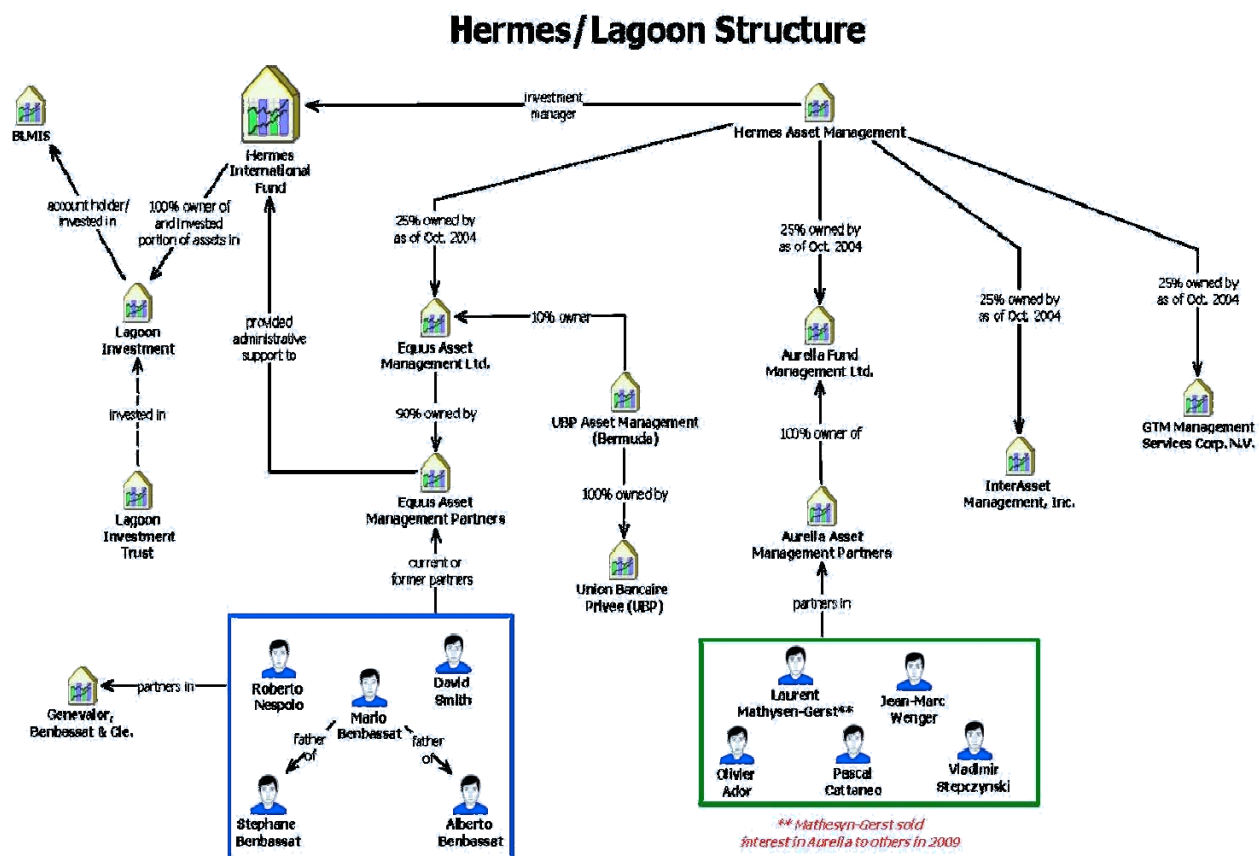 Hermes/Lagoon Structure
BLMIS
Hermes
International
Fund
investment
manager
Hermes Asset Management
account holder/
invested in
100% owner of
and invested
portion of assets in
25% owned by
as of Oct. 2004
25% owned by
as of Oct. 2004
25% owned by
as of Oct. 2004
25% owned by
as of Oct. 2004
Lagoon
Investment
provided
administrative
support to
Equus Asset
Management Ltd.
10% owner
Aurelia Fund
Management Ltd.
invested in
90% owned by
UBP Asset Management
(Bermuda)
100% owner of
GTM Management
Services Corp. N.V.
InterAsset
Management, Inc.
Lagoon
Investment
Trust
Equus Asset
Management Partners
100% owned by
Aurelia Asset
Management Partners
current or
former partners
Union Bancaire
Privee (UBP)
partners in
Genevalor,
Benbassat & Cie.
partners in
Roberto
Nespolo
Mario
Benbassat
David
Smith
father
of
father
of
Stephane
Benbassat
Alberto
Benbassat
Laurent
Mathysen-Gerst**
Jean-Marc
Wenger
Olivier
Ador
Pascal
Cattaneo
Vladimir
Stepczynski
** Mathesyn-Gerst sold
interest in Aurelia to others in 2009